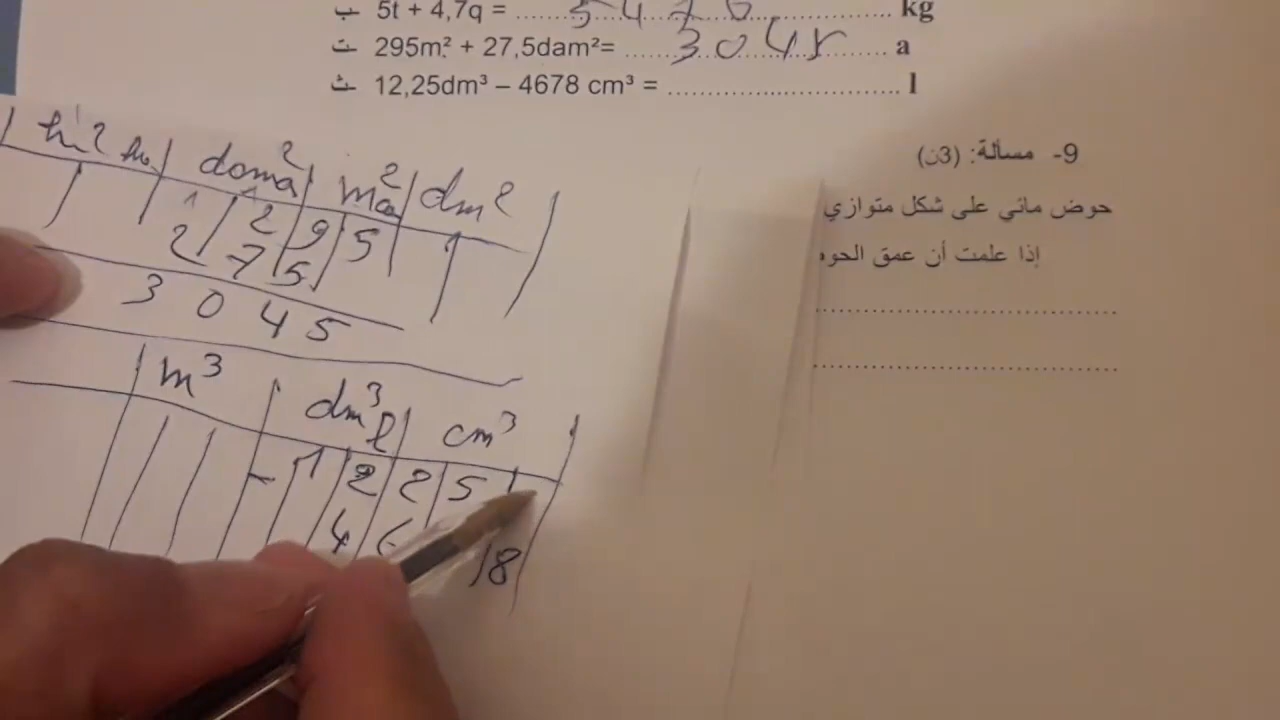 ب 5t + 4,7q = .......5 4 7 0............ kg
ت 295m² + 27,5dam²= .......3 0 4 5....... a
ث 12,25dm³ – 4678 cm³ = ............................... l
9- مسألة: (3ن)
حوض مائي على شكل متوازي
إذا علمت أن عمق
hm² dam² m² dm²
2 9 5
2 7 5
3 0 4 5
m³ dm³ cm³
l
- 1 2 2 5
4 6 8